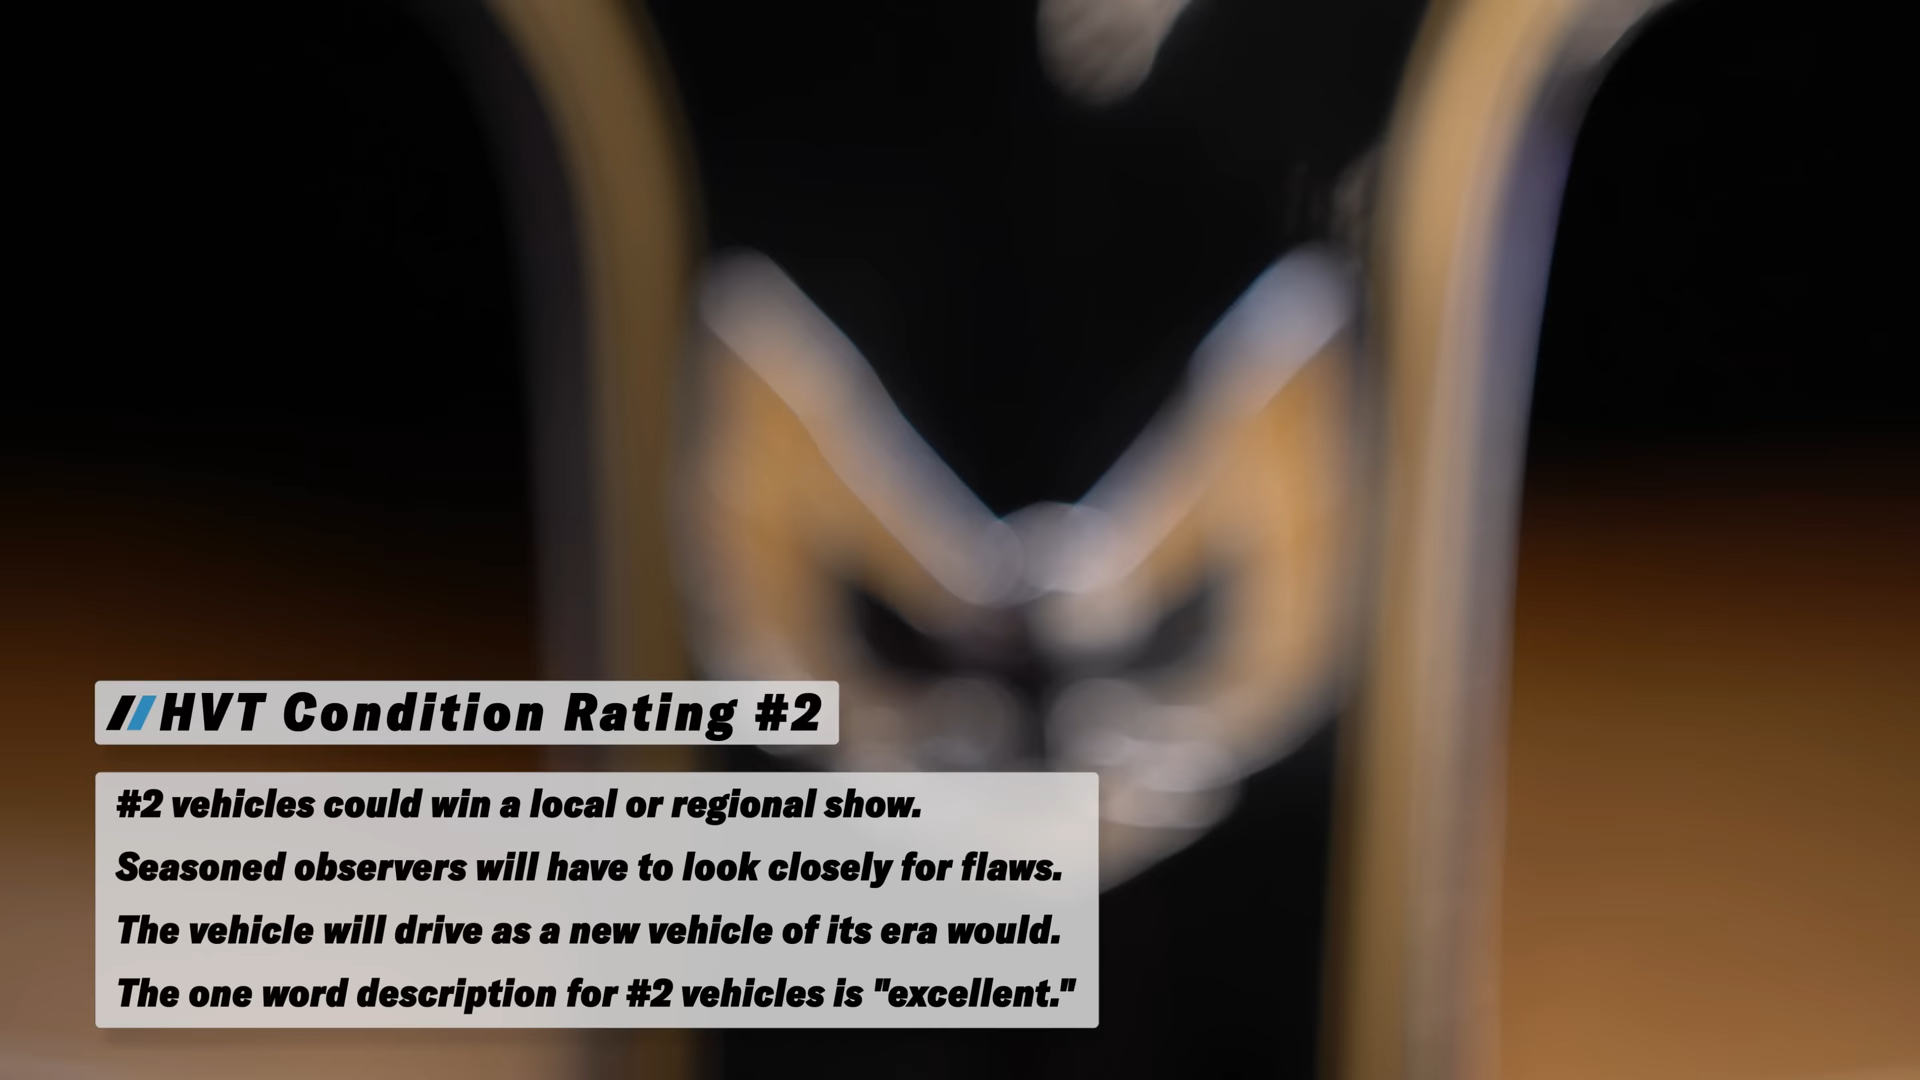 HVT Condition Rating #2
#2 vehicles could win a local or regional show.
Seasoned observers will have to look closely for flaws.
The vehicle will drive as a new vehicle of its era would.
The one word description for #2 vehicles is "excellent."